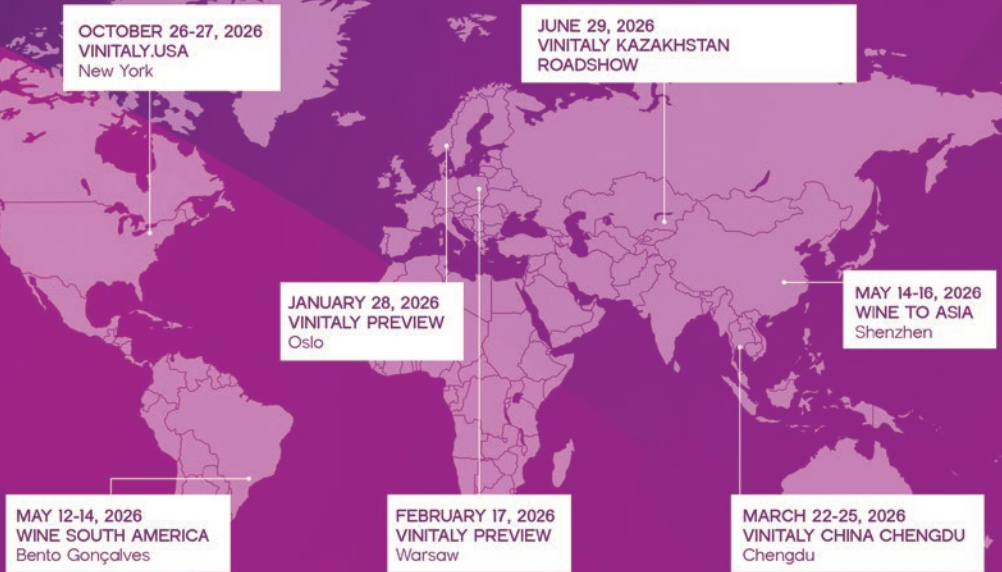 OCTOBER 26-27, 2026
VINITALY.USA
New York
JUNE 29, 2026
VINITALY KAZAKHSTAN
ROADSHOW
JANUARY 28, 2026
VINITALY PREVIEW
Oslo
MAY 14-16, 2026
WINE TO ASIA
Shenzhen
MAY 12-14, 2026
WINE SOUTH AMERICA
Bento Gonçalves
FEBRUARY 17, 2026
VINITALY PREVIEW
Warsaw
MARCH 22-25, 2026
VINITALY CHINA CHENGDU
Chengdu